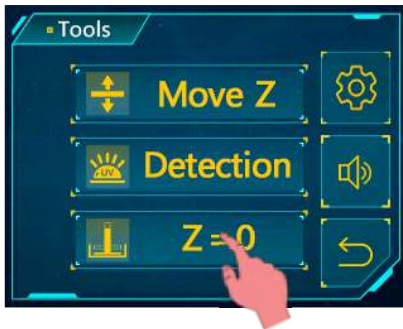 Tools
Move Z
UV
Detection
Z = 0